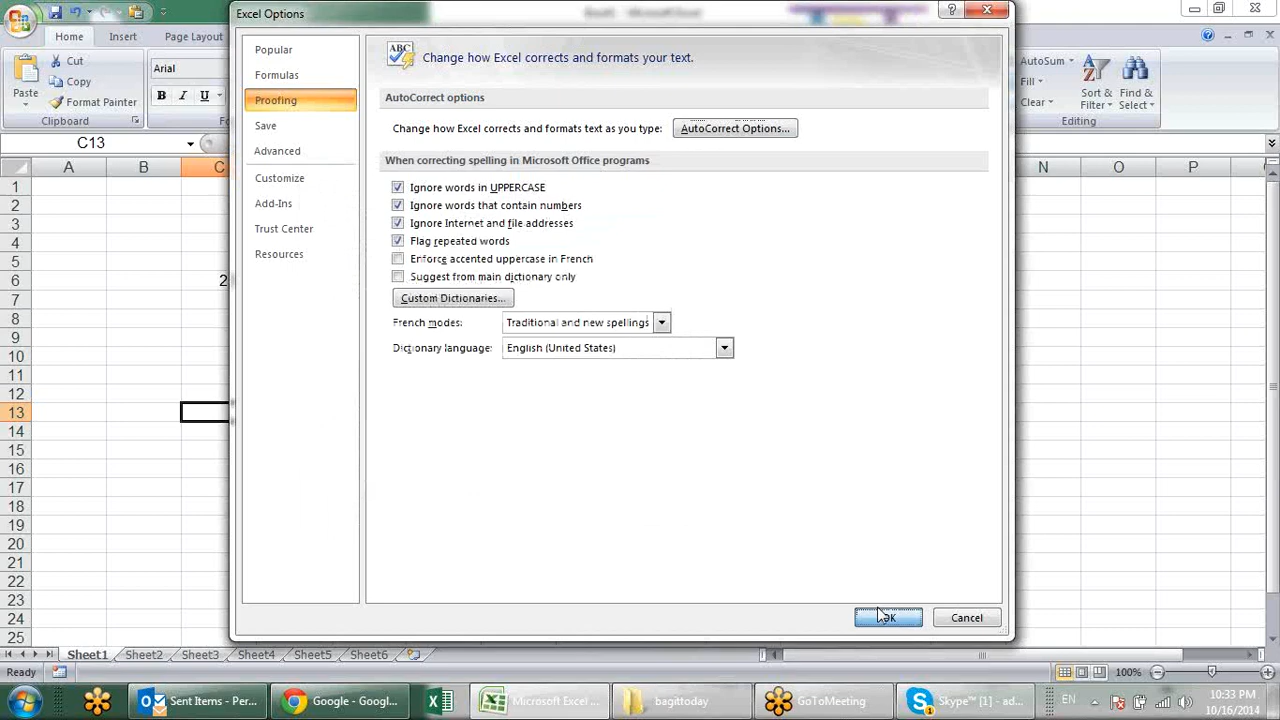 Excel Options
Home
Insert
Page Layout
Paste
Cut
Copy
Format Painter
Clipboard
Arial
B I U
AutoSum
Fill
Clear
Sort & Filter
Find & Select
Editing
C13
Popular
Formulas
Proofing
Save
Advanced
Customize
Add-Ins
Trust Center
Resources
ABC
Change how Excel corrects and formats your text.
AutoCorrect options
Change how Excel corrects and formats text as you type:
AutoCorrect Options...
When correcting spelling in Microsoft Office programs
Ignore words in UPPERCASE
Ignore words that contain numbers
Ignore Internet and file addresses
Flag repeated words
Enforce accented uppercase in French
Suggest from main dictionary only
Custom Dictionaries...
French modes: Traditional and new spellings
Dictionary language: English (United States)
OK
Cancel
A B C N O P
1
2
3
4
5
6 2
7
8
9
10
11
12
13
14
15
16
17
18
19
20
21
22
23
24
25
Sheet1 Sheet2 Sheet3 Sheet4 Sheet5 Sheet6
Ready
100%
Sent Items - Per...
Google - Googl...
Microsoft Excel ...
bagittoday
GoToMeeting
Skype™ [1] - ad...
EN
10:33 PM
10/16/2014